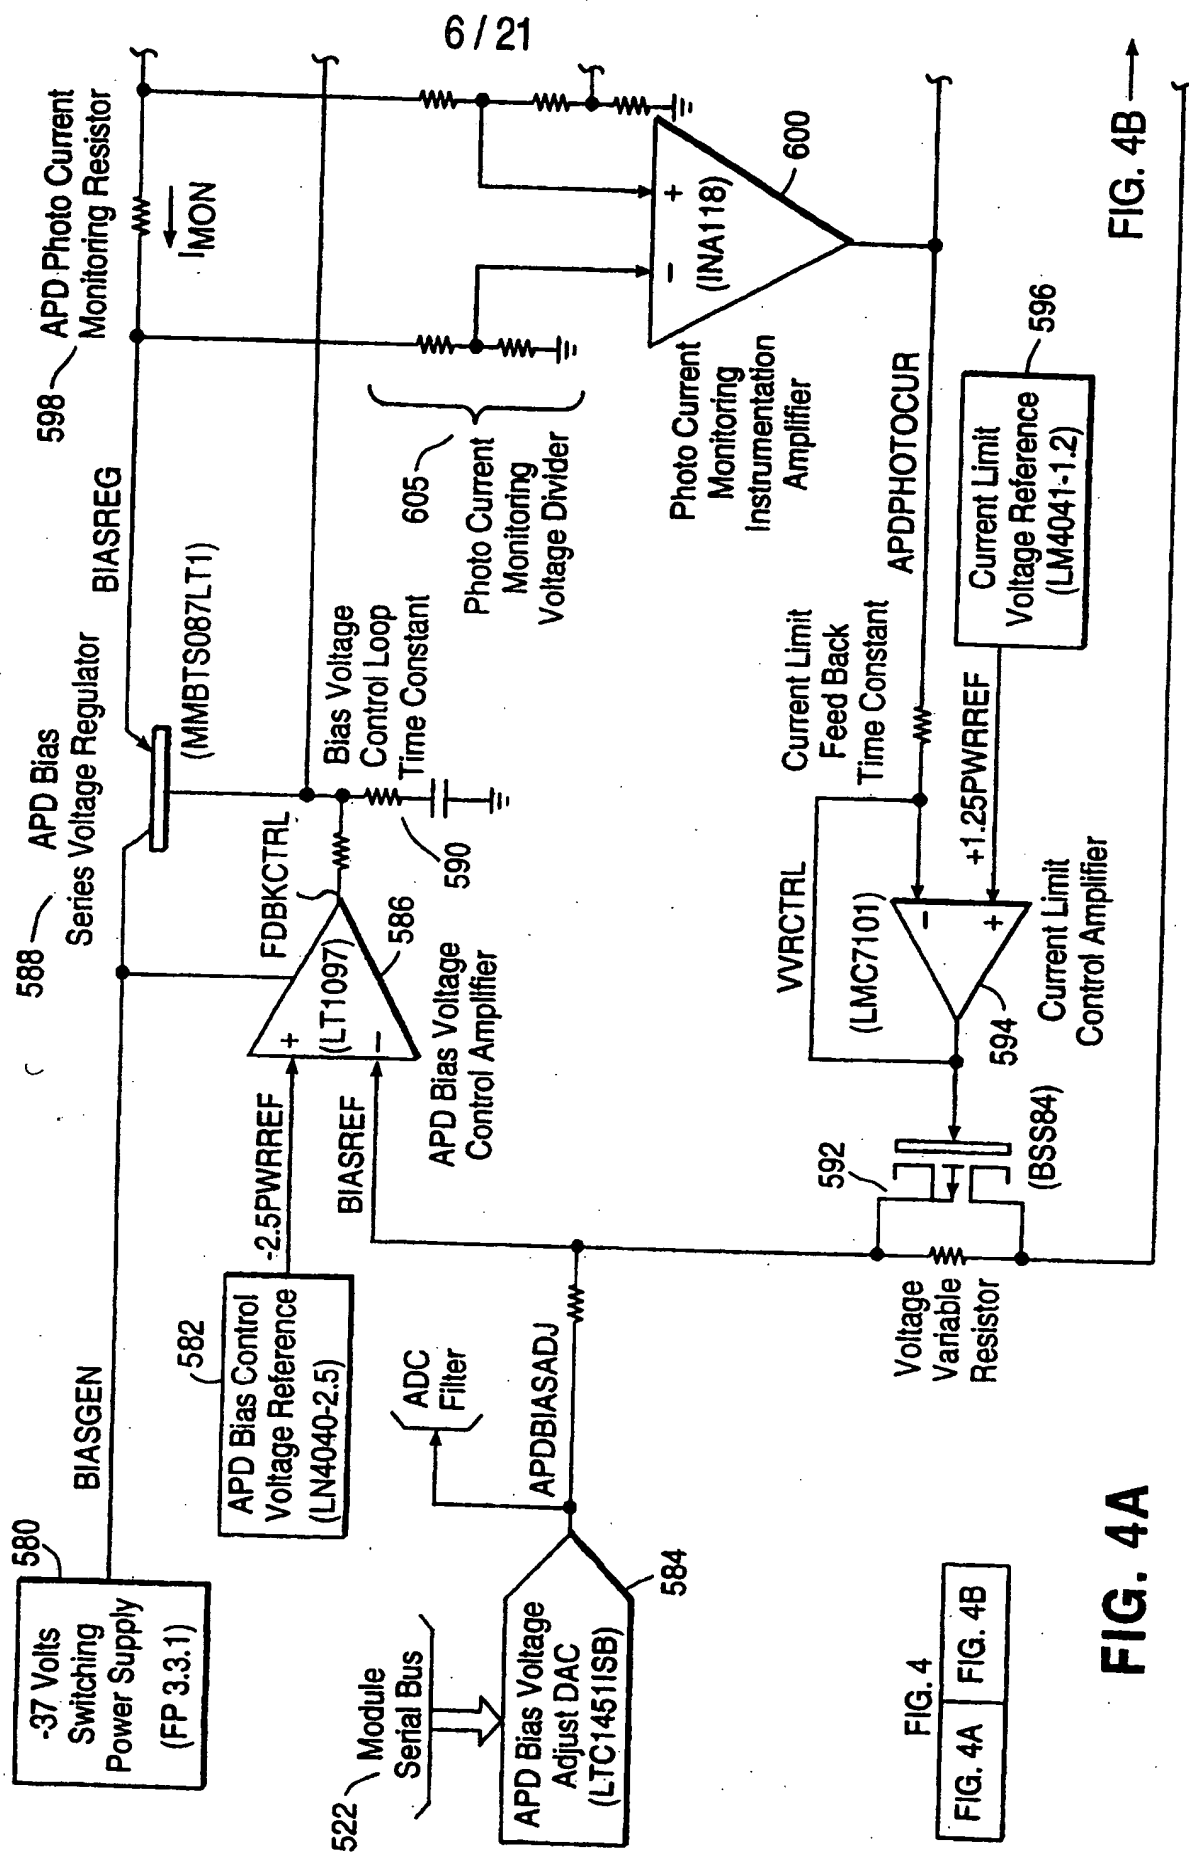 6 / 21
580
-37 Volts
Switching
Power Supply
(FP 3.3.1)
BIASGEN
588
APD Bias
Series Voltage Regulator
(MMBTS087LT1)
BIASREG
598
APD Photo Current
Monitoring Resistor
IMON
582
APD Bias Control
Voltage Reference
(LN4040-2.5)
-2.5PWRREF
BIASREF
+
−
(LT1097)
FDBKCTRL
586
APD Bias Voltage
Control Amplifier
590
Bias Voltage
Control Loop
Time Constant
605
Photo Current
Monitoring
Voltage Divider
−
+
(INA118)
600
Photo Current
Monitoring
Instrumentation
Amplifier
522
Module
Serial Bus
ADC
Filter
APD Bias Voltage
Adjust DAC
(LTC1451ISB)
584
APDBIASADJ
Voltage
Variable
Resistor
592
(BSS84)
VVRCTRL
(LMC7101)
−
+
594
Current Limit
Control Amplifier
Current Limit
Feed Back
Time Constant
APDPHOTOCUR
+1.25PWRREF
Current Limit
Voltage Reference
(LM4041-1.2)
596
FIG. 4
FIG. 4A
FIG. 4B
FIG. 4A
FIG. 4B